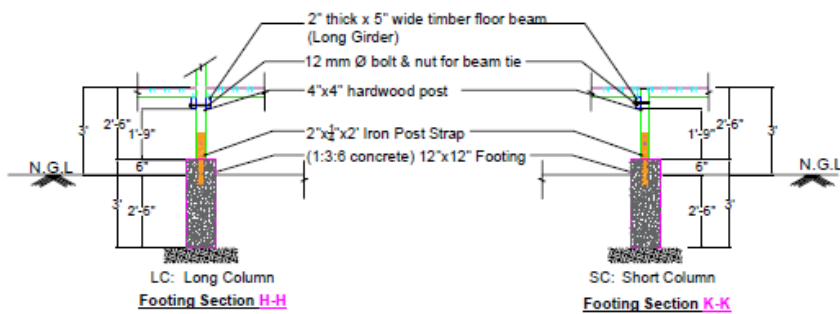 2" thick x 5" wide timber floor beam
(Long Girder)
12 mm Ø bolt & nut for beam tie
4"x4" hardwood post
2"x¼"x2' Iron Post Strap
(1:3:6 concrete) 12"x12" Footing
3'
2'-6"
1'-9"
6"
N.G.L
3'
2'-6"
1'-9"
2'-6"
3'
6"
N.G.L
2'-6"
3'
LC: Long Column
Footing Section H-H
SC: Short Column
Footing Section K-K